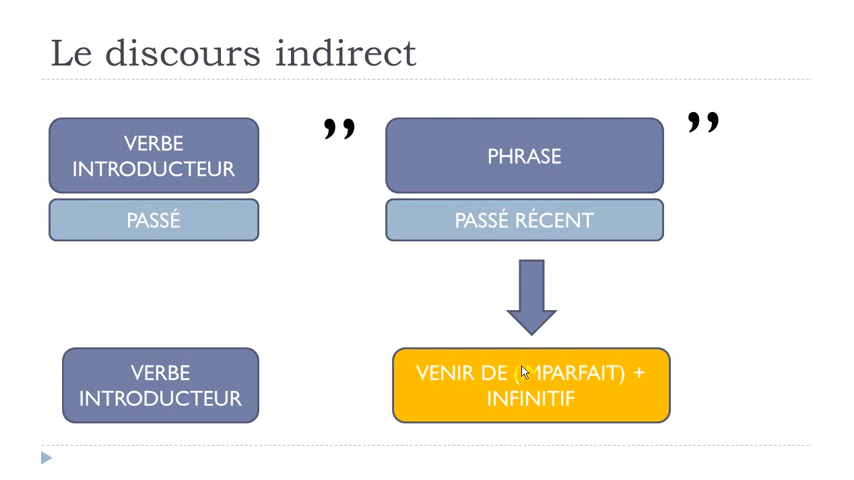 Le discours indirect
VERBE
INTRODUCTEUR
”
PHRASE
”
PASSÉ
PASSÉ RÉCENT
VERBE
INTRODUCTEUR
VENIR DE (IMPARFAIT) +
INFINITIF